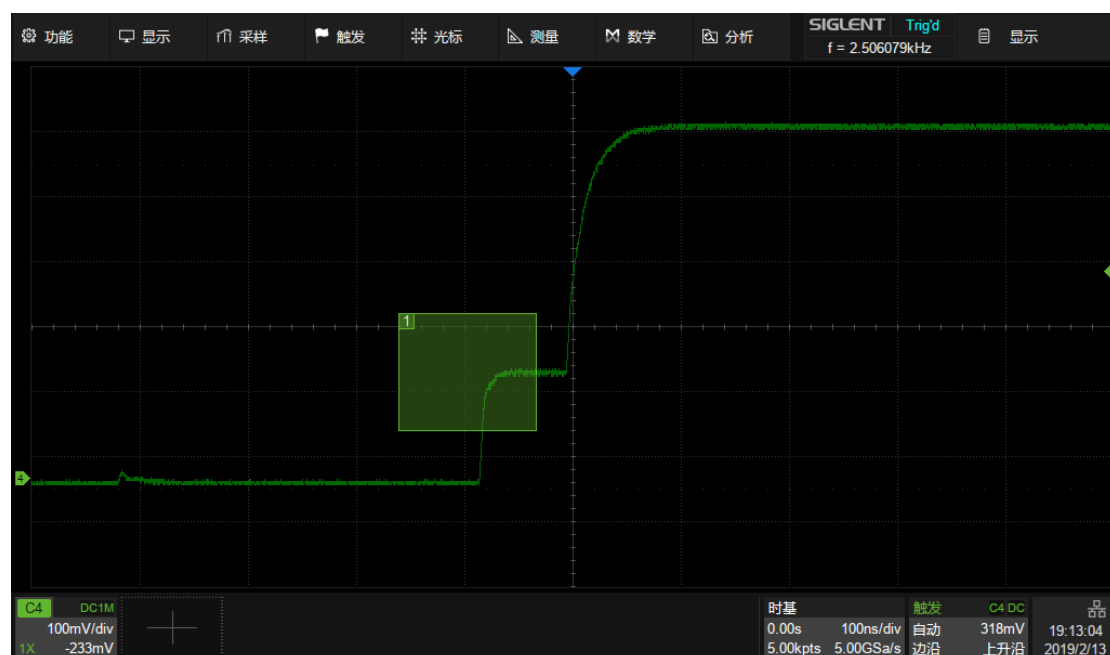 功能 显示 采样 触发 光标 测量 数学 分析 SIGLENT Trig'd 显示
f = 2.506079kHz
1
4
C4 DC1M 时基 触发 C4 DC
100mV/div 0.00s 100ns/div 自动 318mV 19:13:04
1X -233mV 5.00kpts 5.00GSa/s 边沿 上升沿 2019/2/13